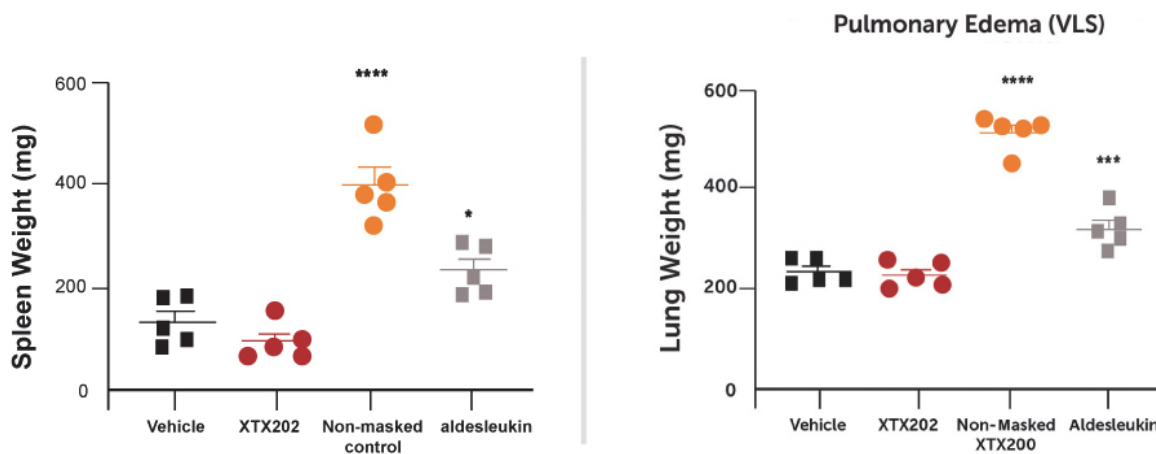 Spleen Weight (mg)
600
400
200
0
****
*
Vehicle
XTX202
Non-masked
control
aldesleukin
Pulmonary Edema (VLS)
Lung Weight (mg)
600
400
200
0
****
***
Vehicle
XTX202
Non-Masked
XTX200
Aldesleukin